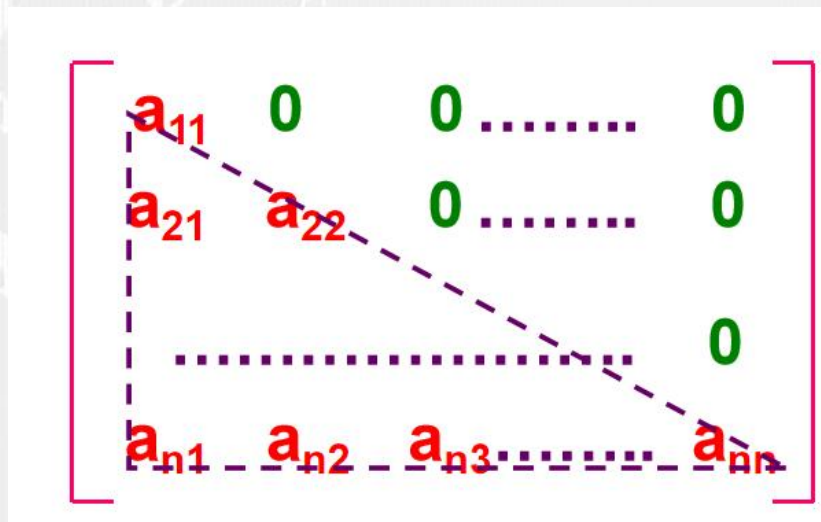 a11 0 0 ........ 0
a21 a22 0 ........ 0
........................ 0
an1 an2 an3 ........ ann